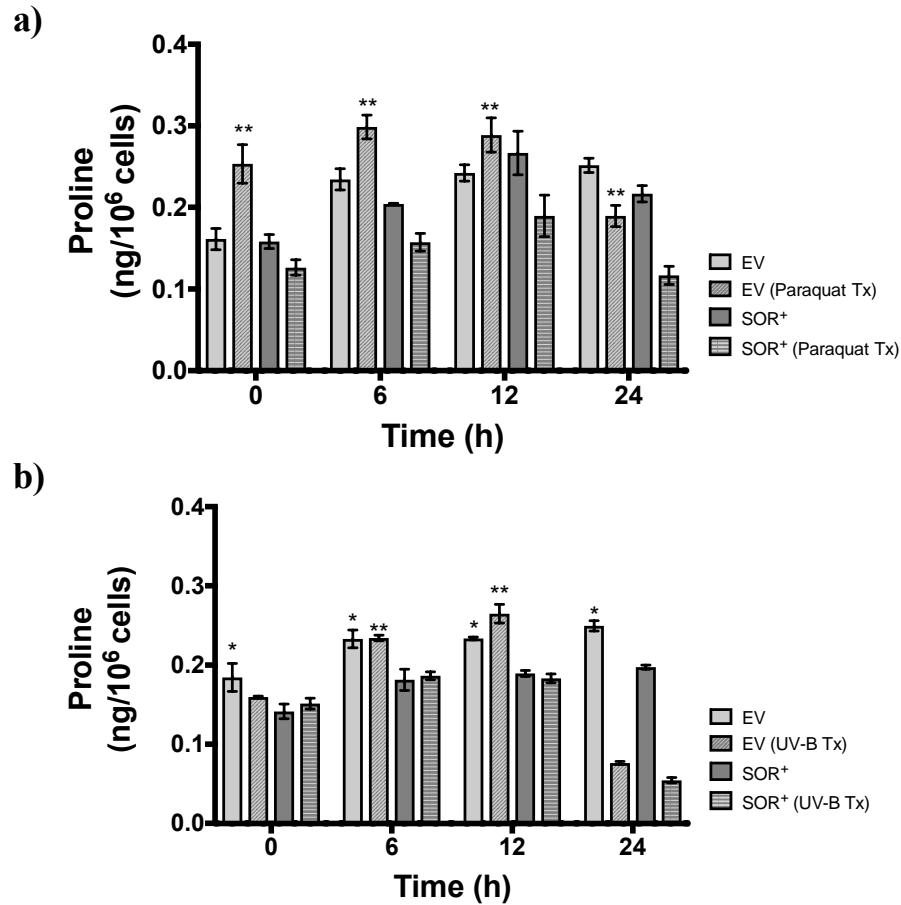 a)
0.4
**
**
**
0.3
**
0.2
0.1
0.0
Proline
(ng/10⁶ cells)
0 6 12 24
Time (h)
EV
EV (Paraquat Tx)
SOR⁺
SOR⁺ (Paraquat Tx)
b)
0.4
0.3
**
*
*
**
*
*
0.2
0.1
0.0
Proline
(ng/10⁶ cells)
0 6 12 24
Time (h)
EV
EV (UV-B Tx)
SOR⁺
SOR⁺ (UV-B Tx)